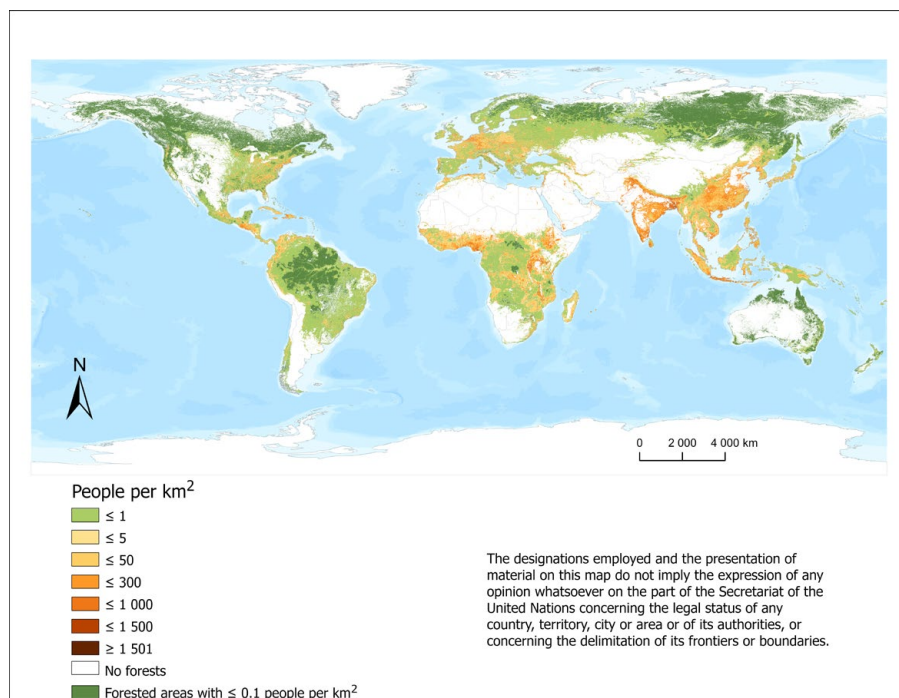 N
0 2 000 4 000 km
People per km2
≤ 1
≤ 5
≤ 50
≤ 300
≤ 1 000
≤ 1 500
≥ 1 501
No forests
Forested areas with ≤ 0.1 people per km2
The designations employed and the presentation of
material on this map do not imply the expression of any
opinion whatsoever on the part of the Secretariat of the
United Nations concerning the legal status of any
country, territory, city or area or of its authorities, or
concerning the delimitation of its frontiers or boundaries.